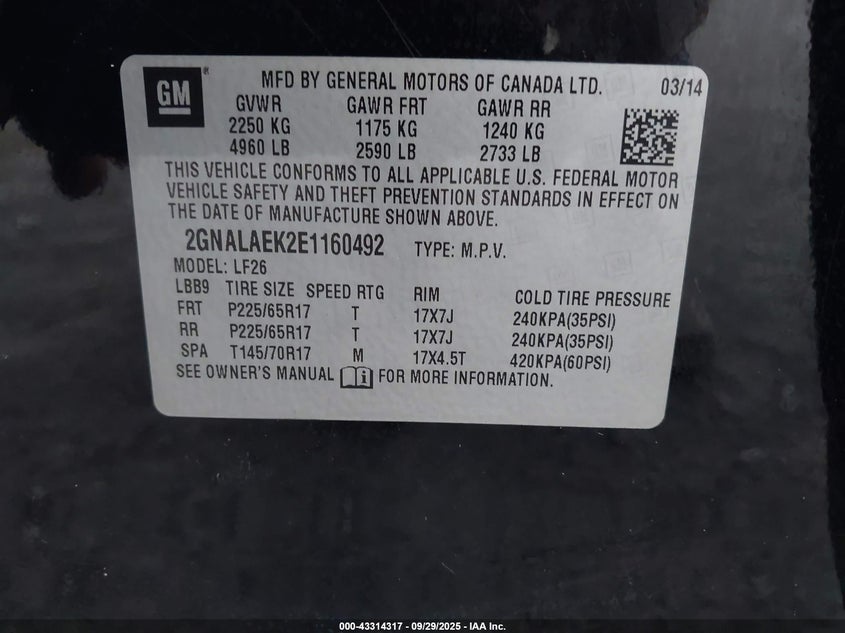 GM ® MFD BY GENERAL MOTORS OF CANADA LTD. 03/14
GVWR GAWR FRT GAWR RR
2250 KG 1175 KG 1240 KG
4960 LB 2590 LB 2733 LB
THIS VEHICLE CONFORMS TO ALL APPLICABLE U.S. FEDERAL MOTOR
VEHICLE SAFETY AND THEFT PREVENTION STANDARDS IN EFFECT ON
THE DATE OF MANUFACTURE SHOWN ABOVE.
2GNALAEK2E1160492 TYPE: M.P.V.
MODEL: LF26
LBB9 TIRE SIZE SPEED RTG RIM COLD TIRE PRESSURE
FRT P225/65R17 T 17X7J 240KPA(35PSI)
RR P225/65R17 T 17X7J 240KPA(35PSI)
SPA T145/70R17 M 17X4.5T 420KPA(60PSI)
SEE OWNER'S MANUAL i FOR MORE INFORMATION.
000-43314317 - 09/29/2025 - IAA Inc.